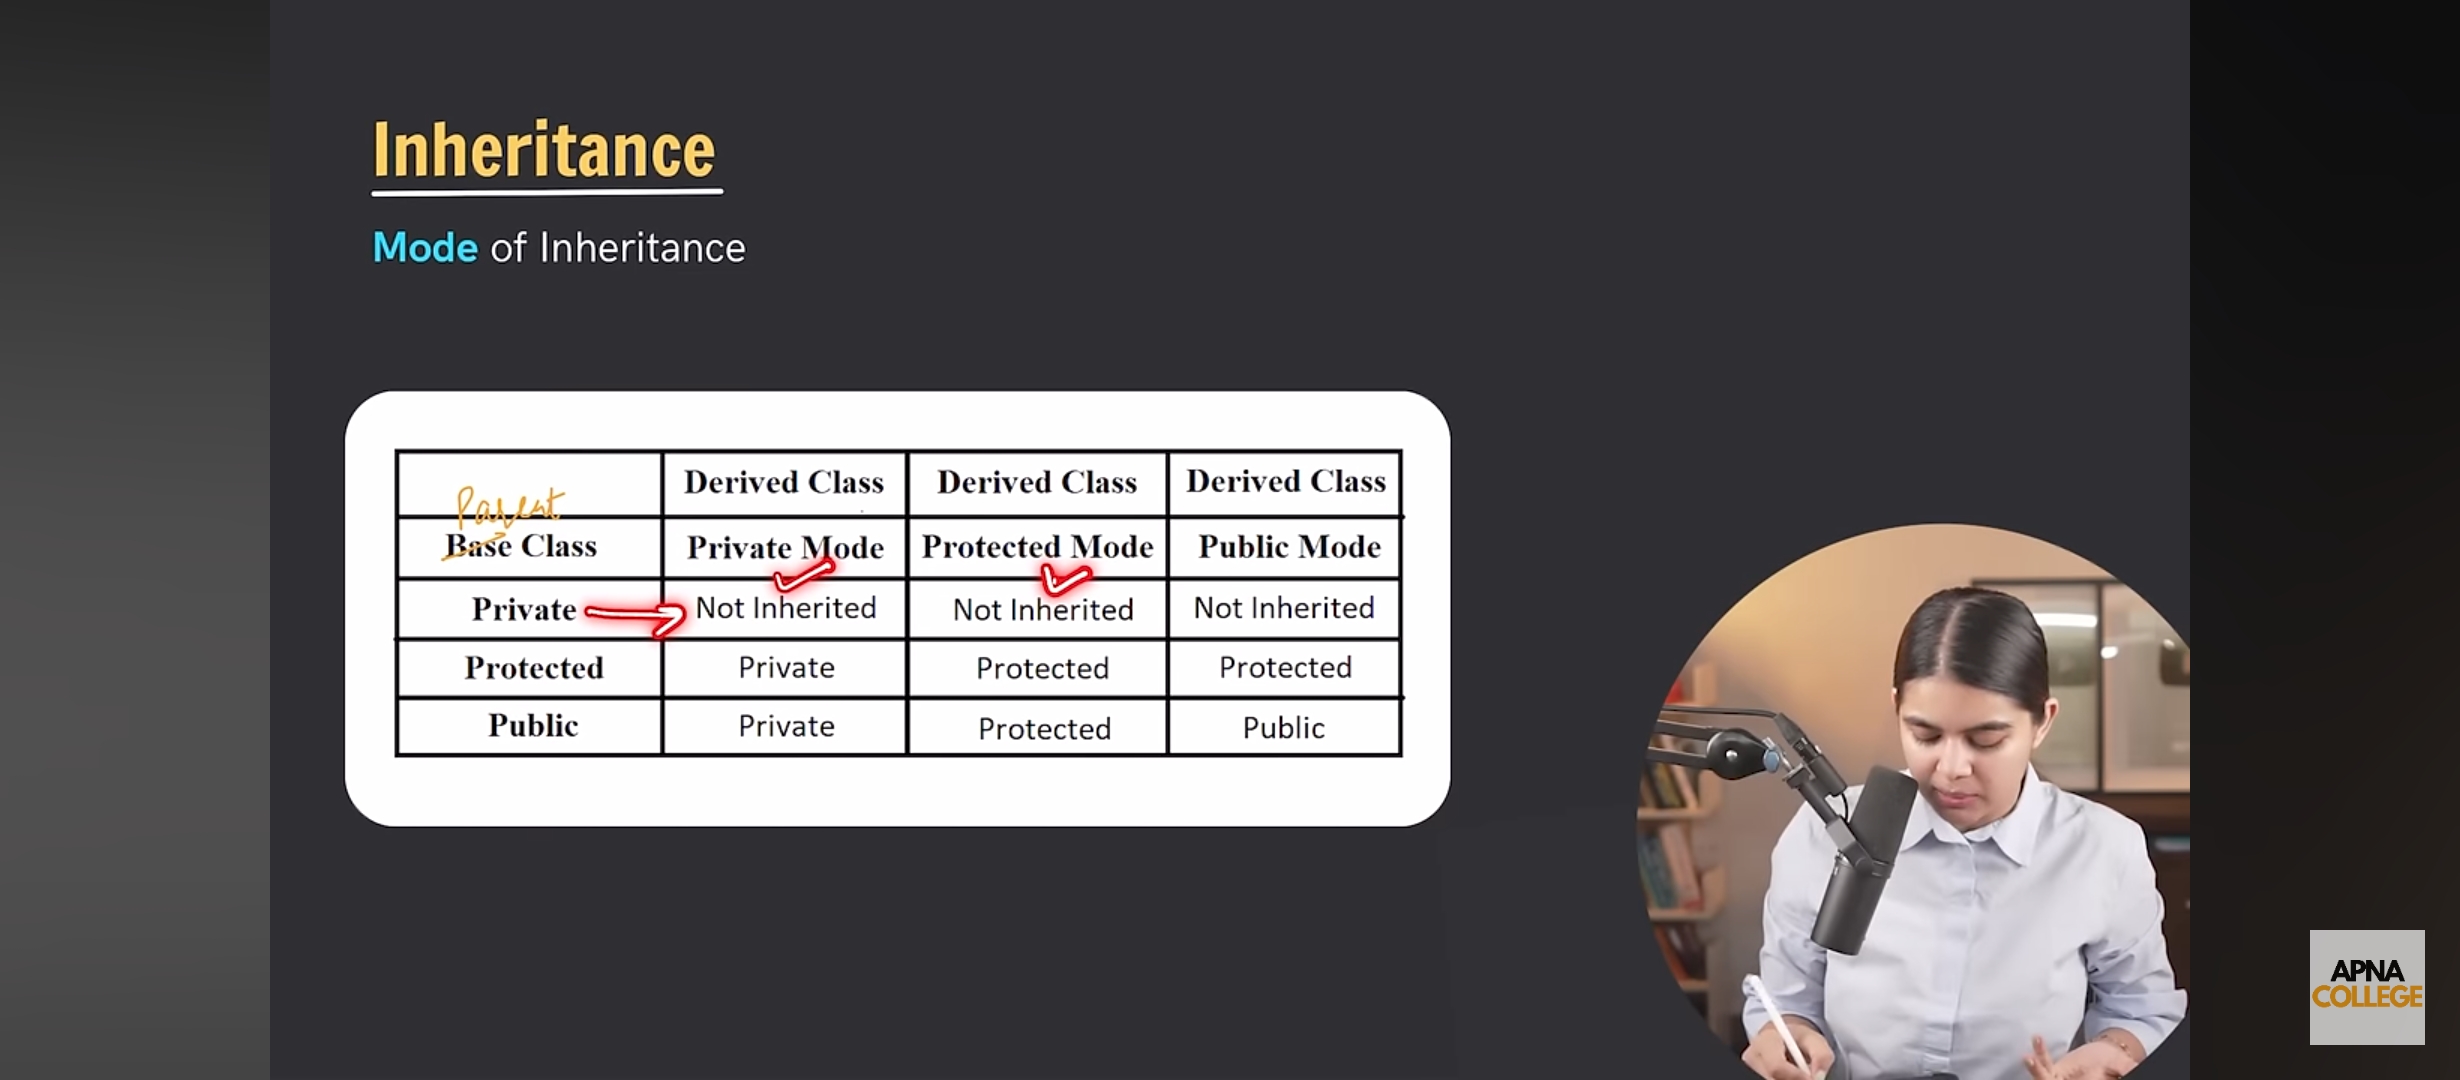 Inheritance
Mode of Inheritance
Derived Class Derived Class Derived Class
Parent
Base Class Private Mode Protected Mode Public Mode
Private Not Inherited Not Inherited Not Inherited
Protected Private Protected Protected
Public Private Protected Public
APNA
COLLEGE